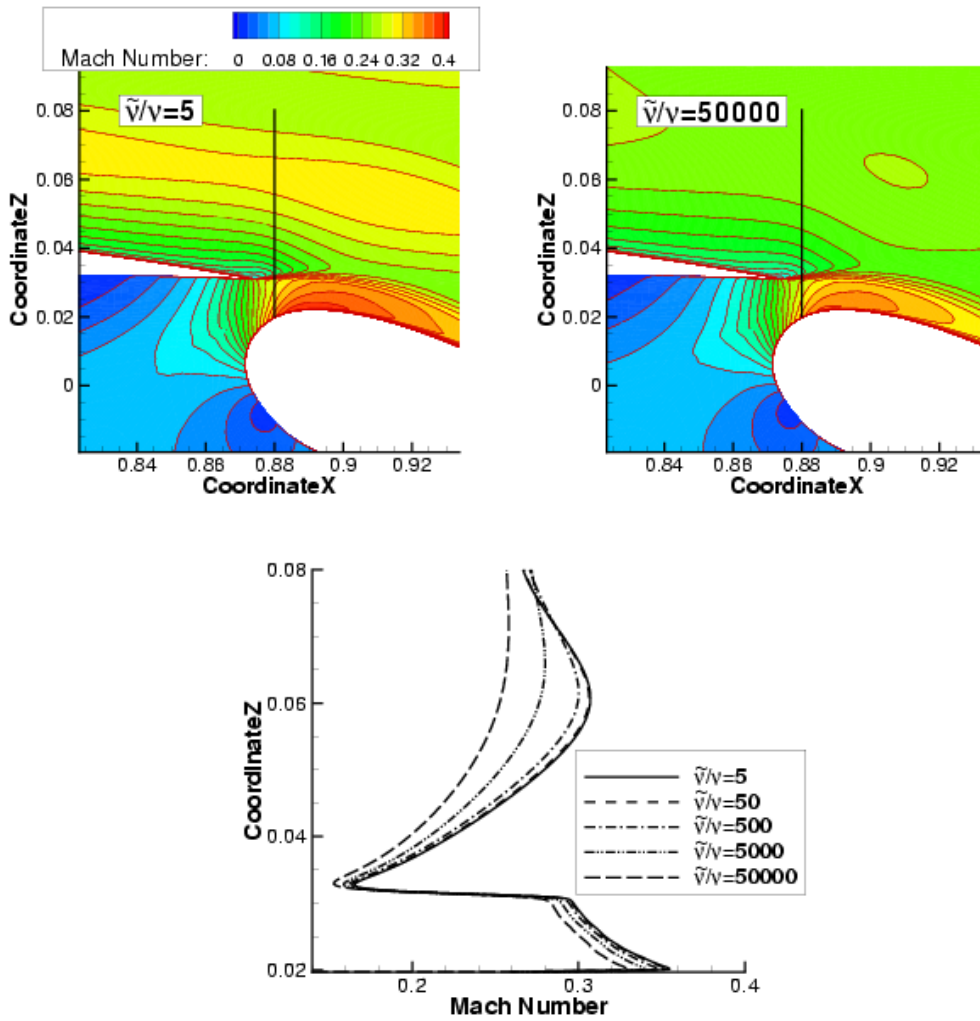 Mach Number: 0 0.08 0.16 0.24 0.32 0.4
ṽ/ν=5
0.08
0.06
0.04
0.02
0
CoordinateZ
0.84 0.86 0.88 0.9 0.92
CoordinateX
ṽ/ν=50000
0.08
0.06
0.04
0.02
0
CoordinateZ
0.84 0.86 0.88 0.9 0.92
CoordinateX
0.08
0.06
0.04
0.02
CoordinateZ
ṽ/ν=5
ṽ/ν=50
ṽ/ν=500
ṽ/ν=5000
ṽ/ν=50000
0.2 0.3 0.4
Mach Number